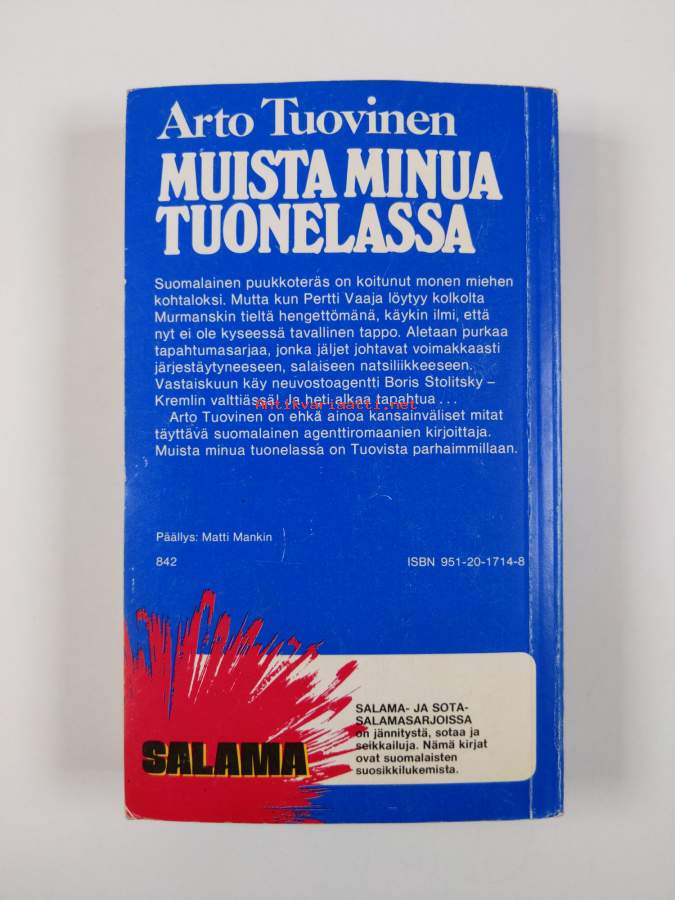 Arto Tuovinen
MUISTA MINUA
TUONELASSA
Suomalainen puukkoteräs on koitunut monen miehen
kohtaloksi. Mutta kun Pertti Vaaja löytyy kolkolta
Murmanskin tieltä hengettömänä, käykin ilmi, että
nyt ei ole kyseessä tavallinen tappo. Aletaan purkaa
tapahtumasarjaa, jonka jäljet johtavat voimakkaasti
järjestäytyneeseen, salaiseen natsiliikkeeseen.
Vastaiskuun käy neuvostoagentti Boris Stolitsky –
Kremlin valttiässä! Ja heti alkaa tapahtua ...
Antikvariaatti.net
Arto Tuovinen on ehkä ainoa kansainväliset mitat
täyttävä suomalainen agenttiromaanien kirjoittaja.
Muista minua tuonelassa on Tuovista parhaimmillaan.
Päällys: Matti Mankin
842 ISBN 951-20-1714-8
SALAMA- JA SOTA-
SALAMASARJOISSA
on jännitystä, sotaa ja
seikkailuja. Nämä kirjat
ovat suomalaisten
suosikkilukemista.
SALAMA